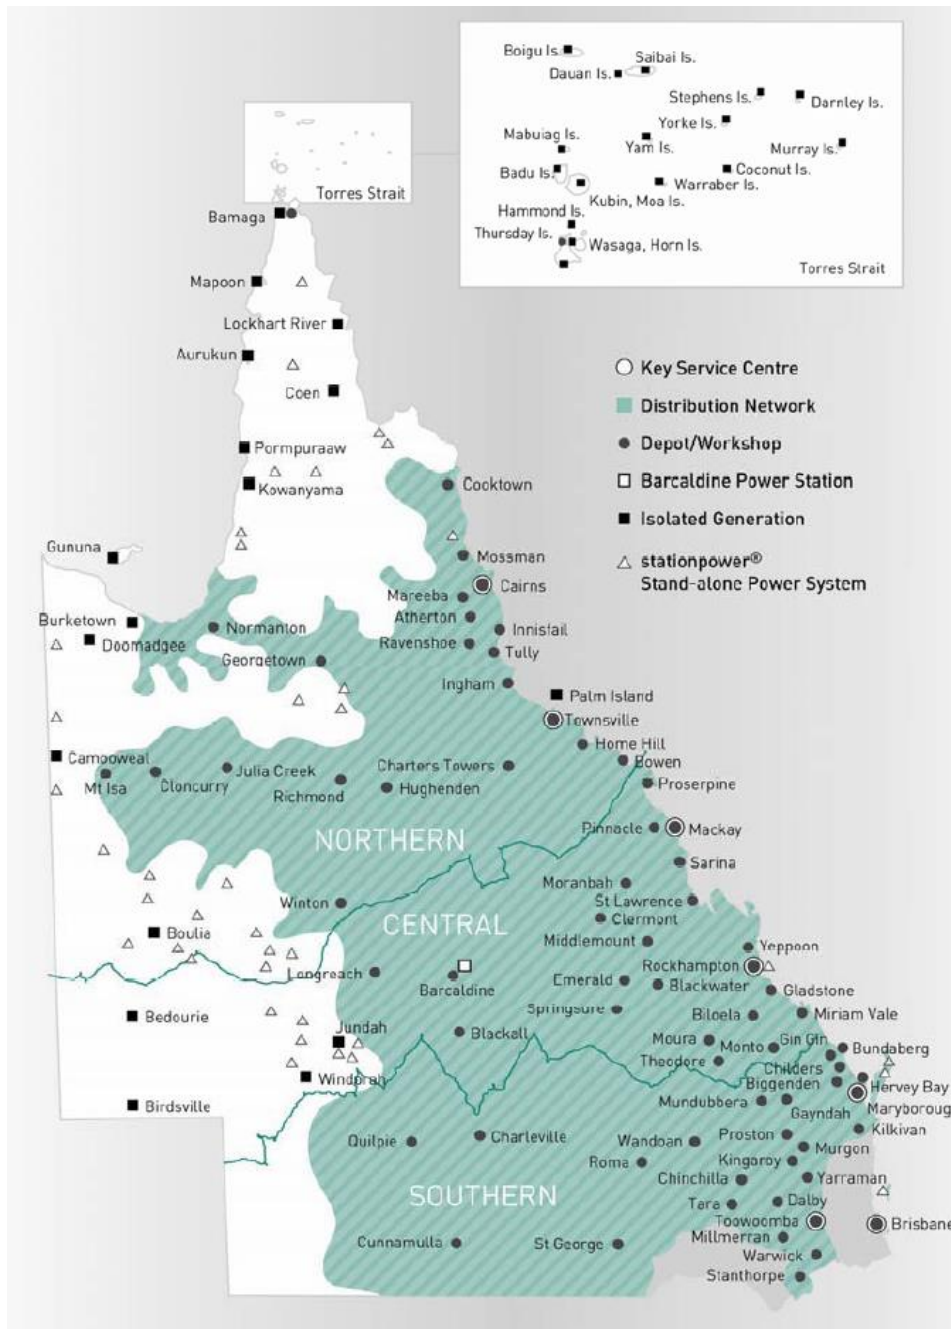 Boigu Is.
Saibai Is.
Dauan Is.
Stephens Is.
Darnley Is.
Yorke Is.
Mabuiag Is.
Yam Is.
Murray Is.
Badu Is.
Coconut Is.
Warraber Is.
Kubin, Moa Is.
Hammond Is.
Thursday Is.
Wasaga, Horn Is.
Torres Strait
Torres Strait
Bamaga
Mapoon
Lockhart River
Aurukun
Coen
Key Service Centre
Distribution Network
Depot/Workshop
Barcaldine Power Station
Isolated Generation
stationpower®
Stand-alone Power System
Pormpuraaw
Kowanyama
Cooktown
Gununa
Mossman
Cairns
Mareeba
Atherton
Burketown
Normanton
Innisfail
Doomadgee
Ravenshoe
Tully
Georgetown
Ingham
Palm Island
Townsville
Home Hill
Camooweal
Bowen
Julia Creek
Charters Towers
Mt Isa
Cloncurry
Richmond
Hughenden
Proserpine
NORTHERN
Pinnacle
Mackay
Sarina
Moranbah
Winton
St Lawrence
Clermont
CENTRAL
Boulia
Middlemount
Yeppoon
Longreach
Rockhampton
Barcaldine
Emerald
Blackwater
Gladstone
Springsure
Bedourie
Biloela
Miriam Vale
Jundah
Blackall
Moura
Monto
Gin Gin
Bundaberg
Theodore
Childers
Windorah
Biggenden
Hervey Bay
Birdsville
Mundubbera
Gayndah
Maryboroug
Kilkivan
Quilpie
Charleville
Wandoan
Proston
Murgon
Roma
Kingaroy
Chinchilla
Yarraman
SOUTHERN
Tara
Dalby
Toowoomba
Brisbane
Cunnamulla
St George
Millmerran
Warwick
Stanthorpe